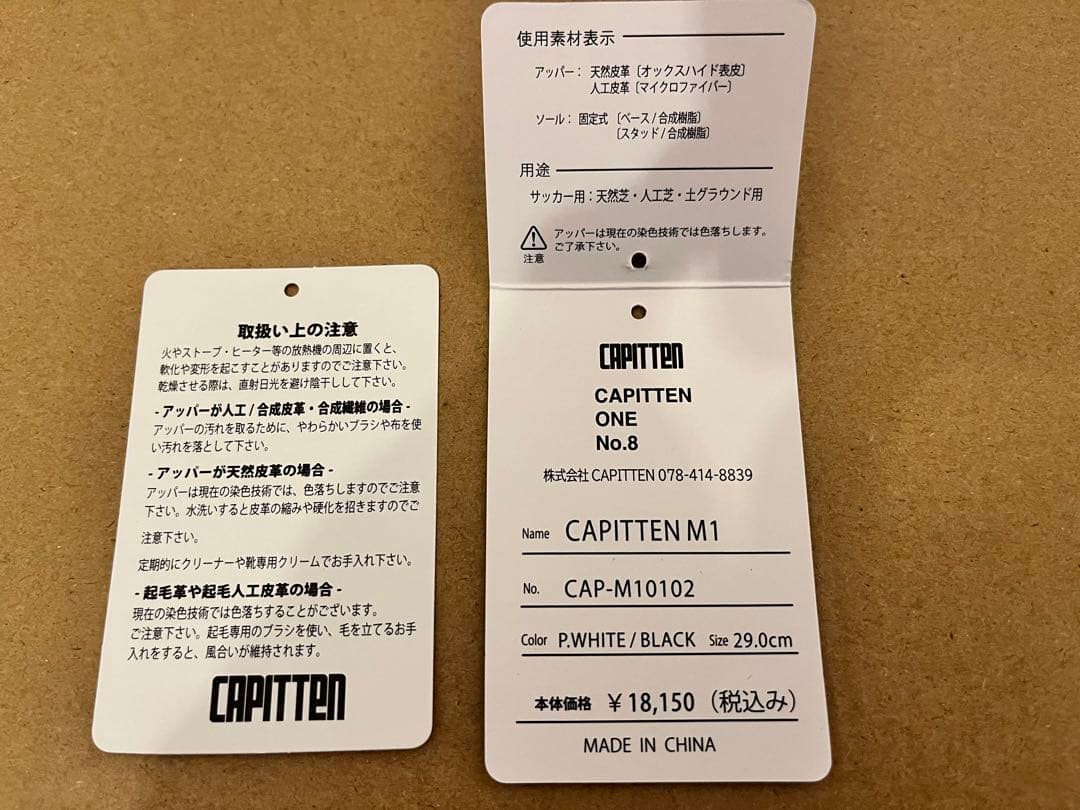 取扱い上の注意
火やストーブ・ヒーター等の放熱機の周辺に置くと、
軟化や変形を起こすことがありますのでご注意下さい。
乾燥させる際は、直射日光を避け陰干しして下さい。
- アッパーが人工 / 合成皮革・合成繊維の場合 -
アッパーの汚れを取るために、やわらかいブラシや布を使
い汚れを落として下さい。
- アッパーが天然皮革の場合 -
アッパーは現在の染色技術では、色落ちしますのでご注意
下さい。水洗いすると皮革の縮みや硬化を招きますのでご
注意下さい。
定期的にクリーナーや靴専用クリームでお手入れ下さい。
- 起毛革や起毛人工皮革の場合 -
現在の染色技術では色落ちすることがございます。
ご注意下さい。起毛専用のブラシを使い、毛を立てるお手
入れをすると、風合いが維持されます。
CAPITTEN
使用素材表示
アッパー： 天然皮革〔オックスハイド表皮〕
人工皮革〔マイクロファイバー〕
ソール： 固定式〔ベース / 合成樹脂〕
〔スタッド / 合成樹脂〕
用途
サッカー用：天然芝・人工芝・土グラウンド用
アッパーは現在の染色技術では色落ちします。
ご了承下さい。
注意
CAPITTEN
CAPITTEN
ONE
No.8
株式会社 CAPITTEN 078-414-8839
Name CAPITTEN M1
No. CAP-M10102
Color P.WHITE / BLACK Size 29.0cm
本体価格 ￥18,150（税込み）
MADE IN CHINA